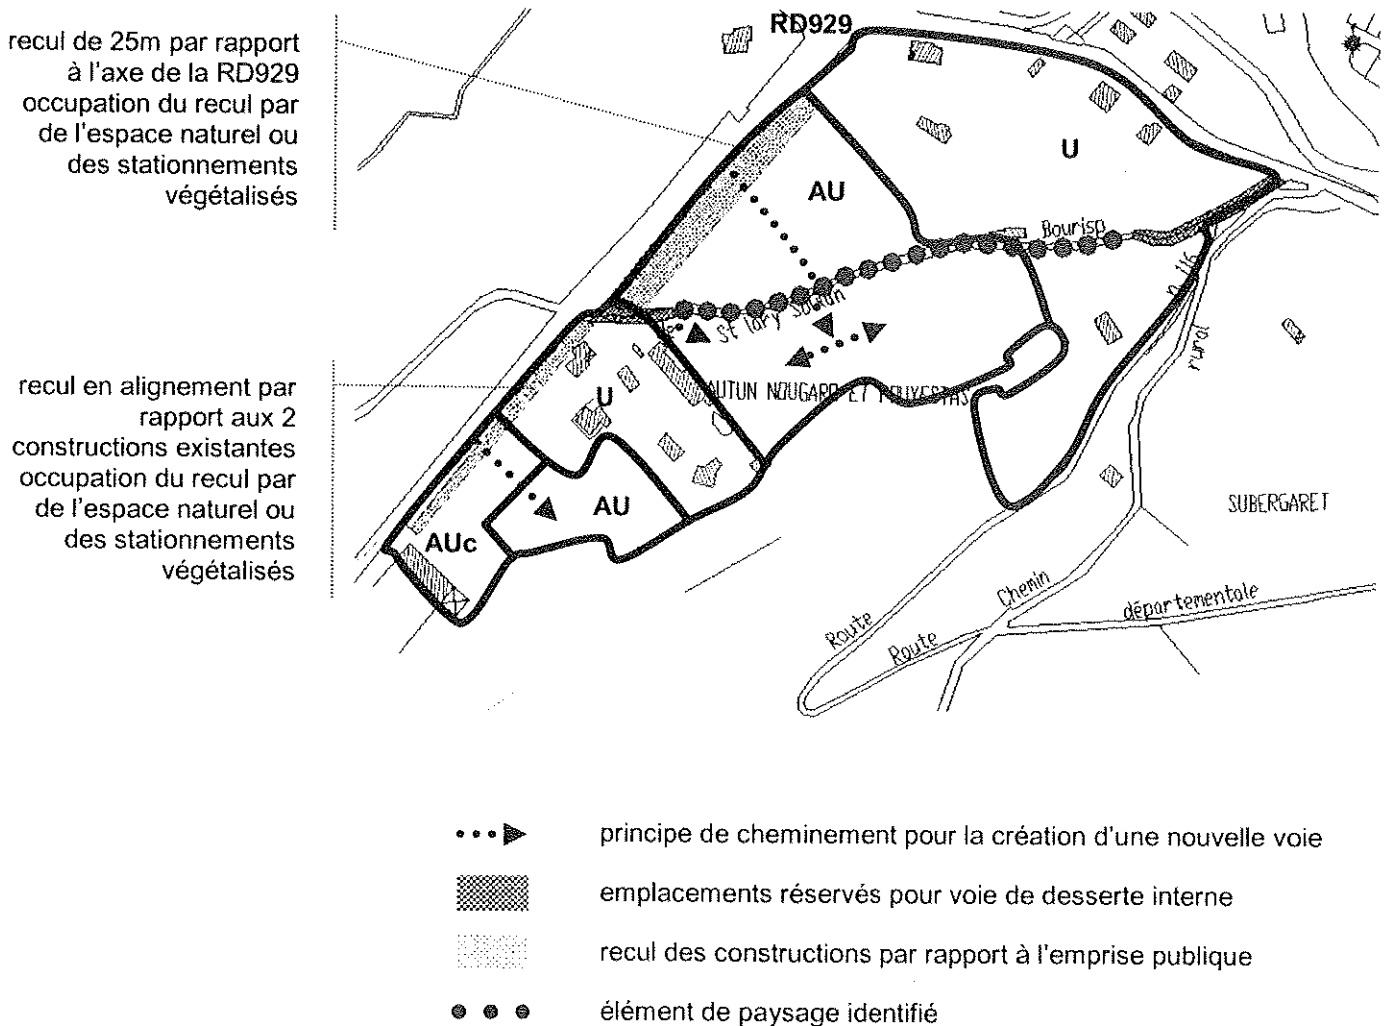 recul de 25m par rapport
à l'axe de la RD929
occupation du recul par
de l'espace naturel ou
des stationnements
végétalisés
RD929
U
AU
Bourisp
St lary Soulan
rural
recul en alignement par
rapport aux 2
constructions existantes
occupation du recul par
de l'espace naturel ou
des stationnements
végétalisés
U
AU
AUc
SUBERGARET
Chemin
départementale
Route
Route
principe de cheminement pour la création d'une nouvelle voie
emplacements réservés pour voie de desserte interne
recul des constructions par rapport à l'emprise publique
élément de paysage identifié